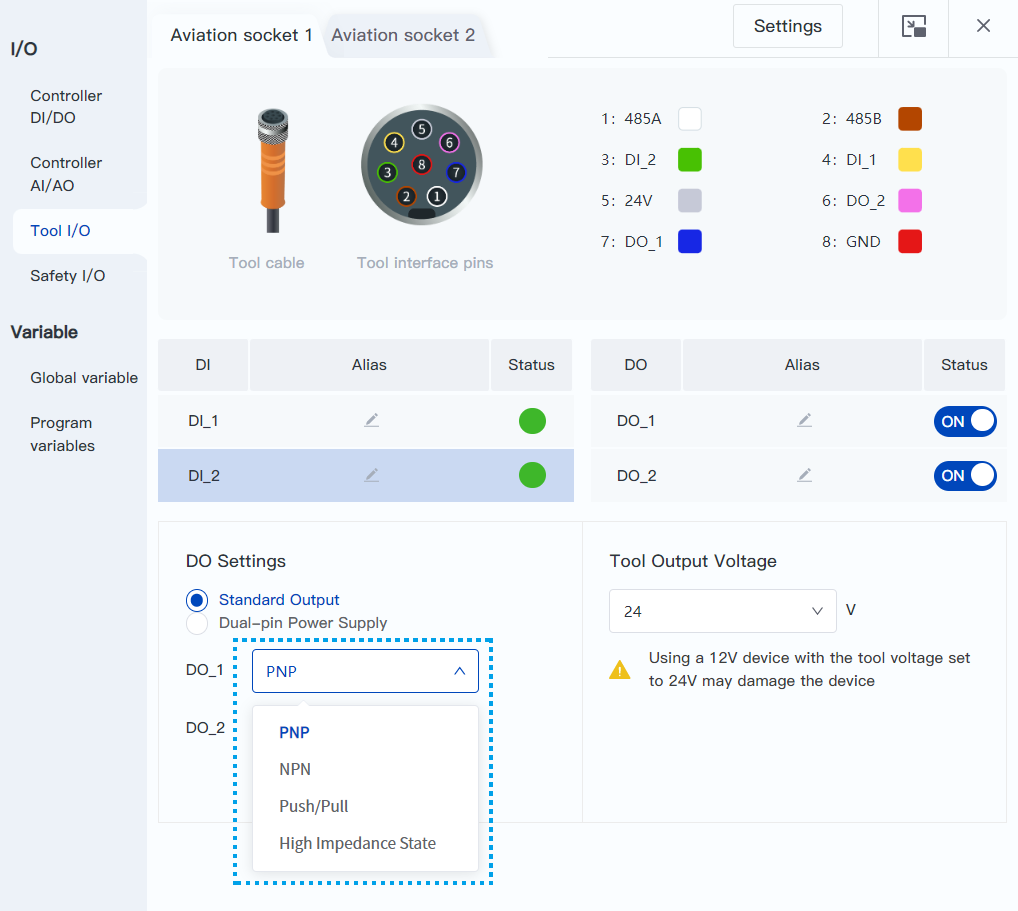 I/O
Controller
DI/DO
Controller
AI/AO
Tool I/O
Safety I/O
Variable
Global variable
Program
variables
Aviation socket 1
Aviation socket 2
Settings
5
4
6
8
3
7
2
1
Tool cable
Tool interface pins
1: 485A
2: 485B
3: DI_2
4: DI_1
5: 24V
6: DO_2
7: DO_1
8: GND
DI Alias Status
DI_1
DI_2
DO Alias Status
DO_1 ON
DO_2 ON
DO Settings
Standard Output
Dual-pin Power Supply
DO_1 PNP
DO_2
PNP
NPN
Push/Pull
High Impedance State
Tool Output Voltage
24 V
Using a 12V device with the tool voltage set
to 24V may damage the device